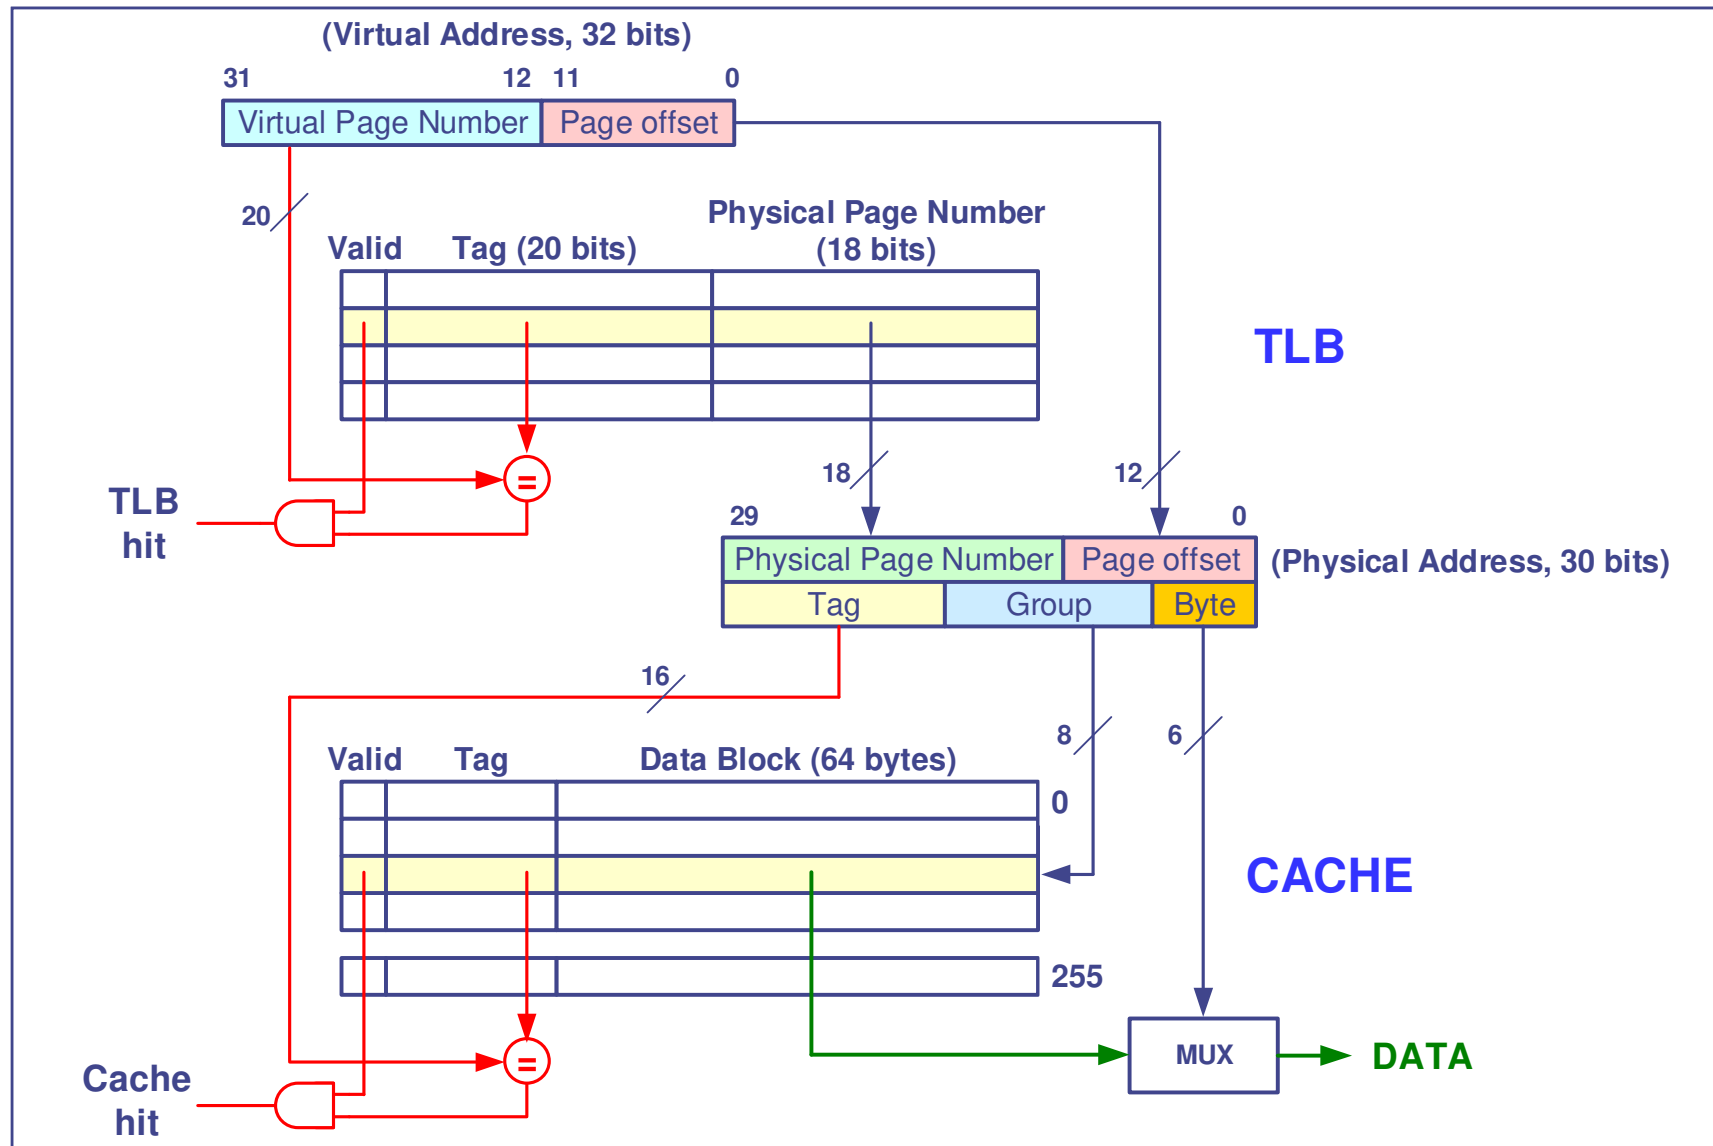 (Virtual Address, 32 bits)
31 12 11 0
Virtual Page Number Page offset
20
Physical Page Number
Valid Tag (20 bits) (18 bits)
TLB
=
18 12
TLB
hit
29 0
Physical Page Number Page offset (Physical Address, 30 bits)
Tag Group Byte
16
8 6
Valid Tag Data Block (64 bytes)
0
CACHE
255
=
MUX DATA
Cache
hit